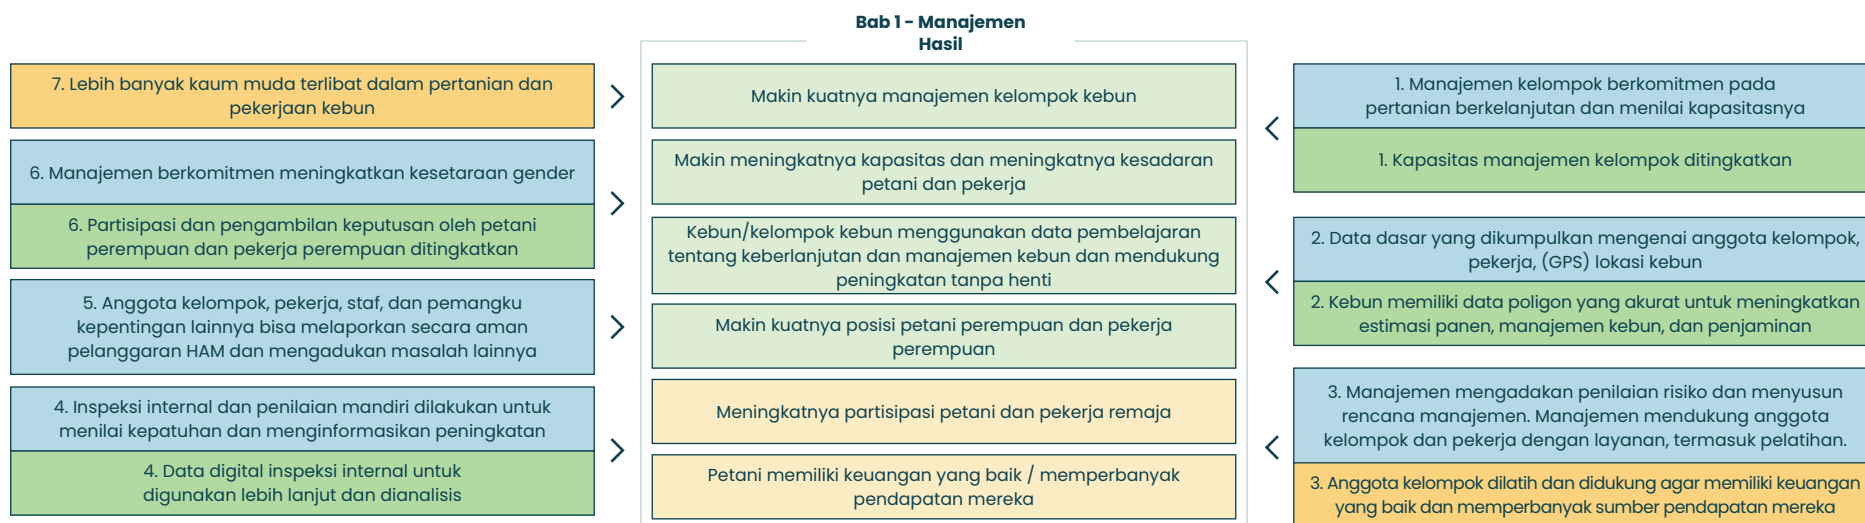 Bab 1 - Manajemen
Hasil
7. Lebih banyak kaum muda terlibat dalam pertanian dan
pekerjaan kebun
6. Manajemen berkomitmen meningkatkan kesetaraan gender
6. Partisipasi dan pengambilan keputusan oleh petani
perempuan dan pekerja perempuan ditingkatkan
5. Anggota kelompok, pekerja, staf, dan pemangku
kepentingan lainnya bisa melaporkan secara aman
pelanggaran HAM dan mengadukan masalah lainnya
4. Inspeksi internal dan penilaian mandiri dilakukan untuk
menilai kepatuhan dan menginformasikan peningkatan
4. Data digital inspeksi internal untuk
digunakan lebih lanjut dan dianalisis
Makin kuatnya manajemen kelompok kebun
Makin meningkatnya kapasitas dan meningkatnya kesadaran
petani dan pekerja
Kebun/kelompok kebun menggunakan data pembelajaran
tentang keberlanjutan dan manajemen kebun dan mendukung
peningkatan tanpa henti
Makin kuatnya posisi petani perempuan dan pekerja
perempuan
Meningkatnya partisipasi petani dan pekerja remaja
Petani memiliki keuangan yang baik / memperbanyak
pendapatan mereka
1. Manajemen kelompok berkomitmen pada
pertanian berkelanjutan dan menilai kapasitasnya
1. Kapasitas manajemen kelompok ditingkatkan
2. Data dasar yang dikumpulkan mengenai anggota kelompok,
pekerja, (GPS) lokasi kebun
2. Kebun memiliki data poligon yang akurat untuk meningkatkan
estimasi panen, manajemen kebun, dan penjaminan
3. Manajemen mengadakan penilaian risiko dan menyusun
rencana manajemen. Manajemen mendukung anggota
kelompok dan pekerja dengan layanan, termasuk pelatihan.
3. Anggota kelompok dilatih dan didukung agar memiliki keuangan
yang baik dan memperbanyak sumber pendapatan mereka